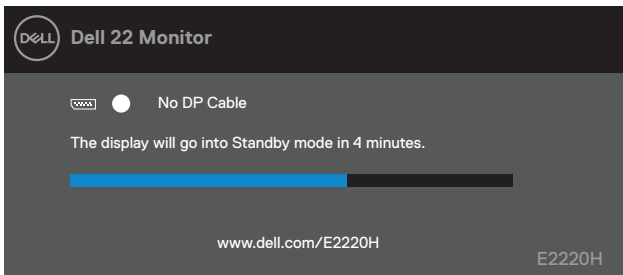 DELL Dell 22 Monitor
No DP Cable
The display will go into Standby mode in 4 minutes.
www.dell.com/E2220H
E2220H